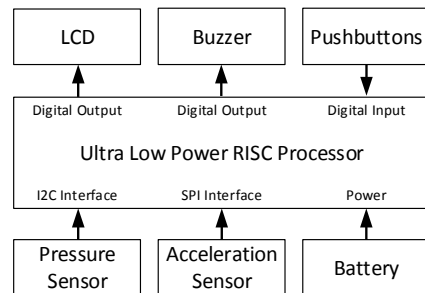 LCD Buzzer Pushbuttons
Digital Output Digital Output Digital Input
Ultra Low Power RISC Processor
I2C Interface SPI Interface Power
Pressure Sensor Acceleration Sensor Battery